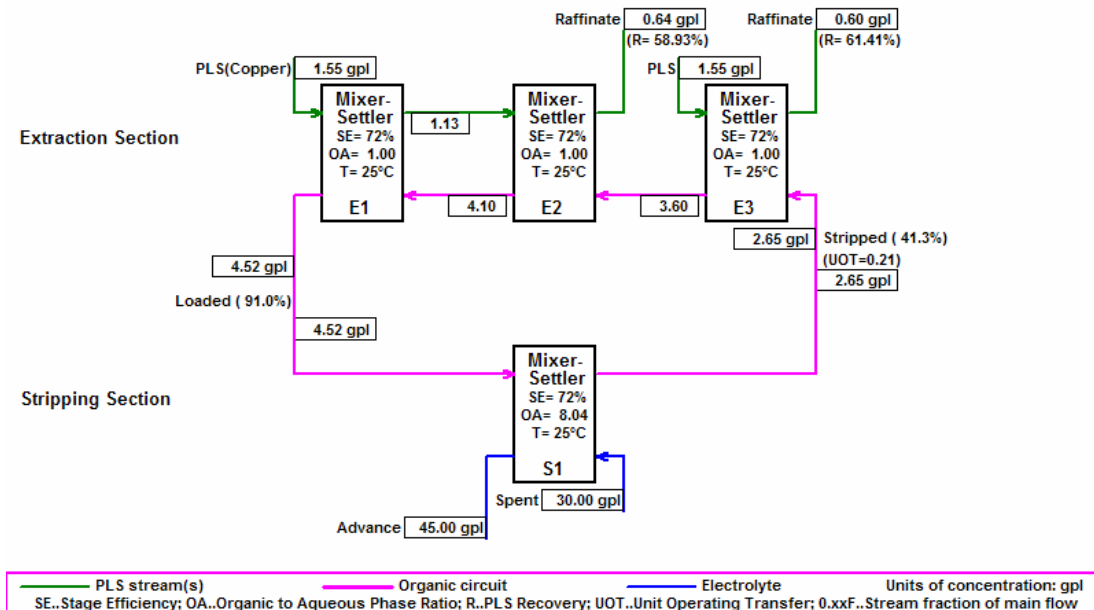 Raffinate 0.64 gpl
(R= 58.93%)
Raffinate 0.60 gpl
(R= 61.41%)
PLS(Copper) 1.55 gpl
PLS 1.55 gpl
Extraction Section
Mixer-
Settler
SE= 72%
OA= 1.00
T= 25ºC
E1
1.13
Mixer-
Settler
SE= 72%
OA= 1.00
T= 25ºC
E2
Mixer-
Settler
SE= 72%
OA= 1.00
T= 25ºC
E3
4.10
3.60
2.65 gpl
Stripped ( 41.3%)
(UOT=0.21)
2.65 gpl
4.52 gpl
Loaded ( 91.0%)
4.52 gpl
Stripping Section
Mixer-
Settler
SE= 72%
OA= 8.04
T= 25ºC
S1
Spent 30.00 gpl
Advance 45.00 gpl
PLS stream(s) Organic circuit Electrolyte Units of concentration: gpl
SE..Stage Efficiency; OA..Organic to Aqueous Phase Ratio; R..PLS Recovery; UOT..Unit Operating Transfer; 0.xxF..Stream fraction of main flow